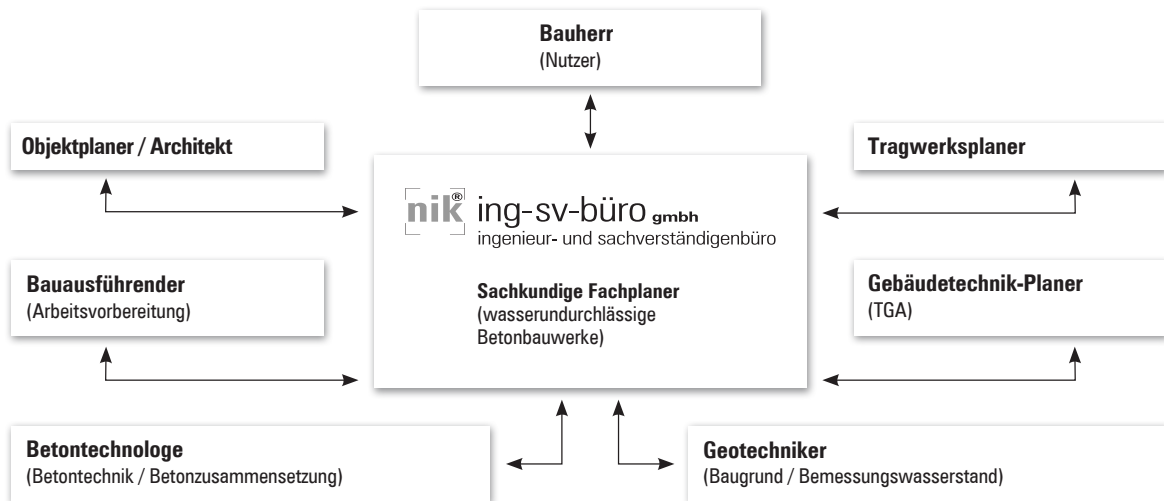 Bauherr
(Nutzer)
Objektplaner / Architekt
Tragwerksplaner
nik® ing-sv-büro gmbh
ingenieur- und sachverständigenbüro
Sachkundige Fachplaner
(wasserundurchlässige
Betonbauwerke)
Bauausführender
(Arbeitsvorbereitung)
Gebäudetechnik-Planer
(TGA)
Betontechnologe
(Betontechnik / Betonzusammensetzung)
Geotechniker
(Baugrund / Bemessungswasserstand)